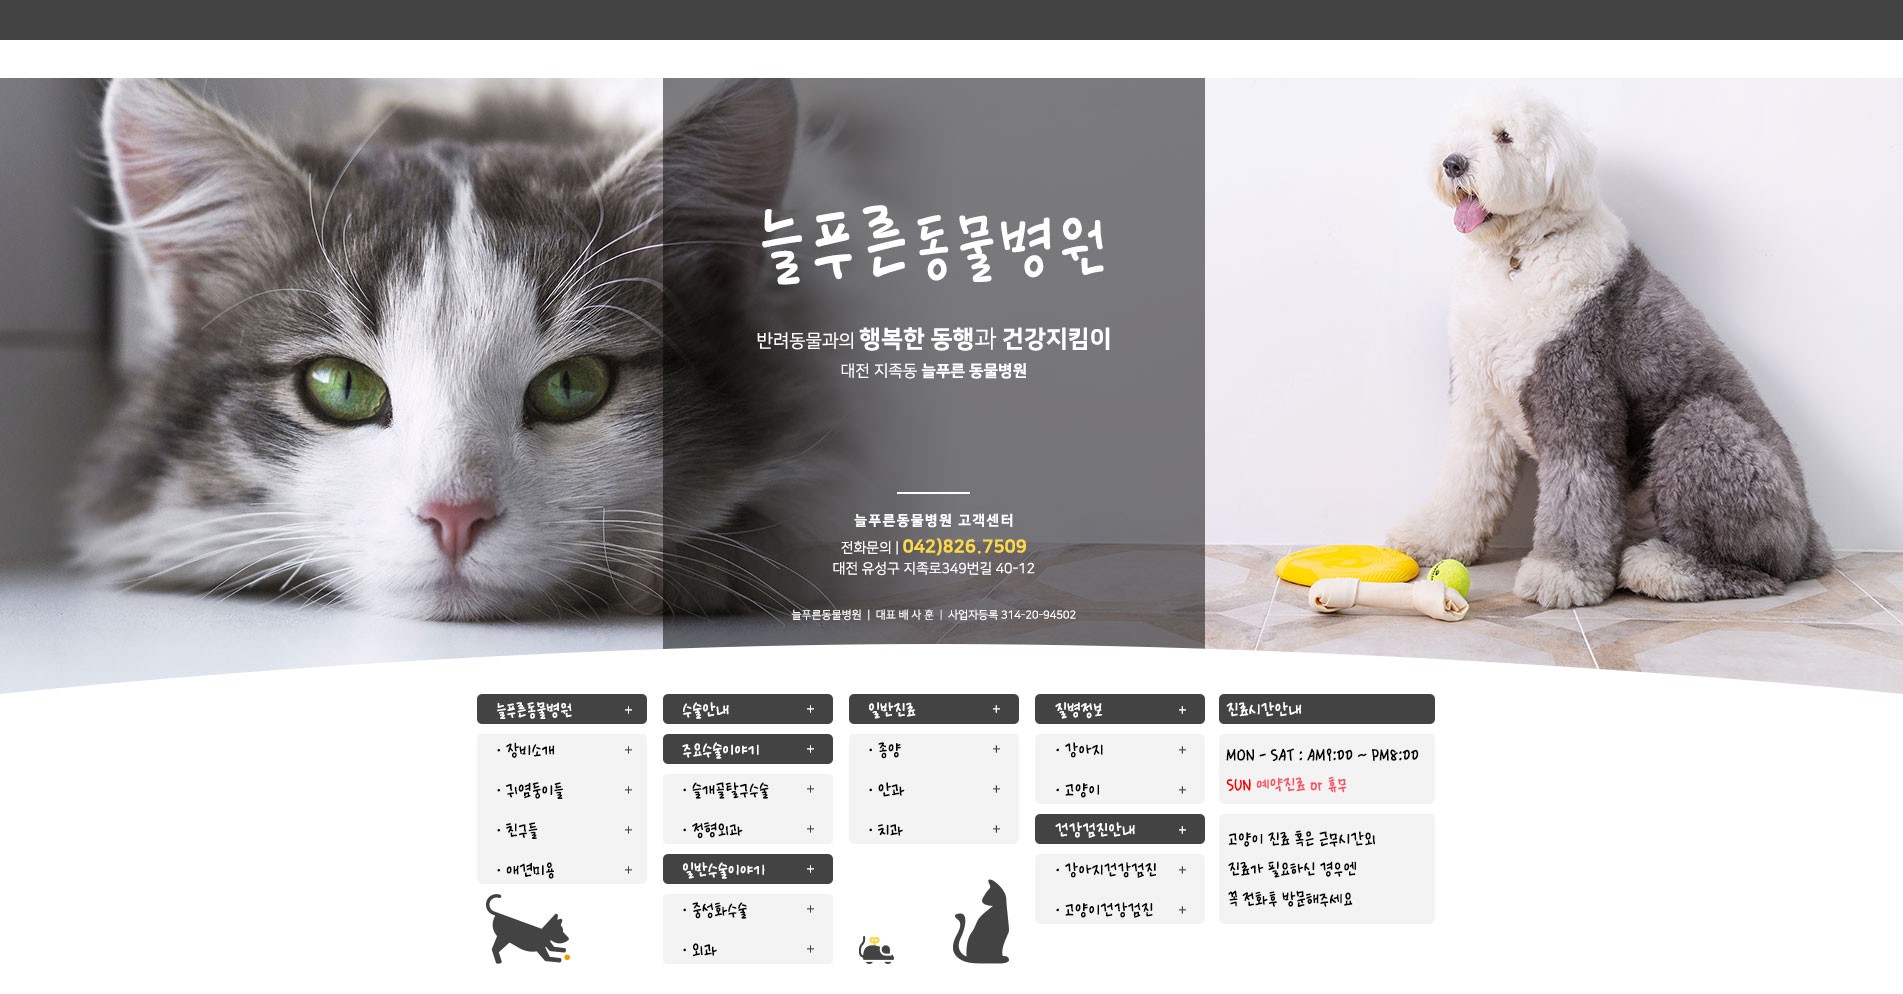 늘푸른동물병원
반려동물과의 행복한 동행과 건강지킴이
대전 지족동 늘푸른 동물병원
늘푸른동물병원 고객센터
전화문의 | 042)826.7509
대전 유성구 지족로349번길 40-12
늘푸른동물병원 | 대표 배 사 훈 | 사업자등록 314-20-94502
늘푸른동물병원 +
· 장비소개 +
· 귀염둥이들 +
· 친구들 +
· 애견미용 +
수술안내 +
주요수술이야기 +
· 슬개골탈구수술 +
· 정형외과 +
일반수술이야기 +
· 중성화수술 +
· 외과 +
일반진료 +
· 종양 +
· 안과 +
· 치과 +
질병정보 +
· 강아지 +
· 고양이 +
건강검진안내 +
· 강아지건강검진 +
· 고양이건강검진 +
진료시간안내
MON - SAT : AM9:00 ~ PM8:00
SUN 예약진료 or 휴무
고양이 진료 혹은 근무시간외
진료가 필요하신 경우엔
꼭 전화후 방문해주세요